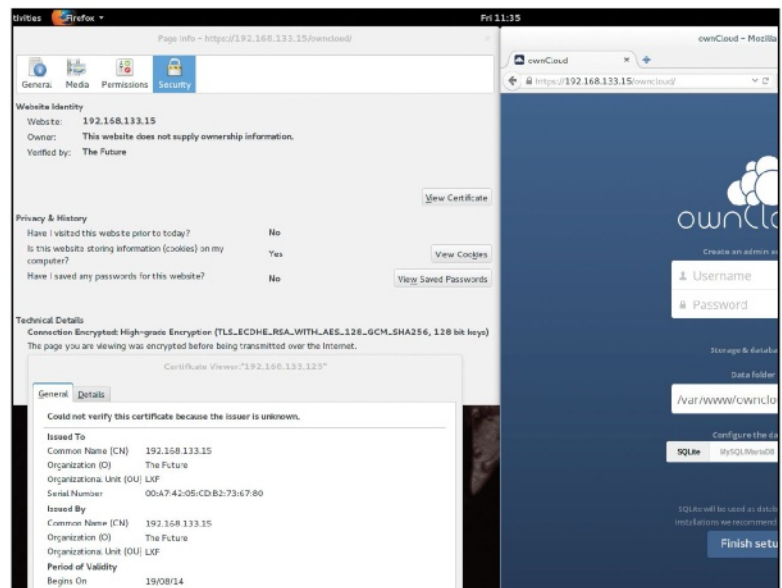 tivities Firefox Fri 11:35
Page Info - https://192.168.133.15/owncloud/
General Media Permissions Security
Website Identity
Website: 192.168.133.15
Owner: This website does not supply ownership information.
Verified by: The Future
View Certificate
Privacy & History
Have I visited this website prior to today? No
Is this website storing information (cookies) on my computer? Yes
View Cookies
Have I saved any passwords for this website? No
View Saved Passwords
Technical Details
Connection Encrypted: High-grade Encryption (TLS_ECDHE_RSA_WITH_AES_128_GCM_SHA256, 128 bit keys)
The page you are viewing was encrypted before being transmitted over the Internet.
Certificate Viewer:"192.168.133.125"
General Details
Could not verify this certificate because the issuer is unknown.
Issued To
Common Name (CN) 192.168.133.15
Organization (O) The Future
Organizational Unit (OU) LXF
Serial Number 00:A7:42:05:CD:B2:73:67:80
Issued By
Common Name (CN) 192.168.133.15
Organization (O) The Future
Organizational Unit (OU) LXF
Period of Validity
Begins On 19/08/14
ownCloud - Mozilla
ownCloud
https://192.168.133.15/owncloud/
ownClo
Create an admin a
Username
Password
Storage & databa
Data folder
/var/www/ownclo
Configure the da
SQLite MySQL/MariaDB
SQLite will be used as datab
installations we recommend
Finish setu